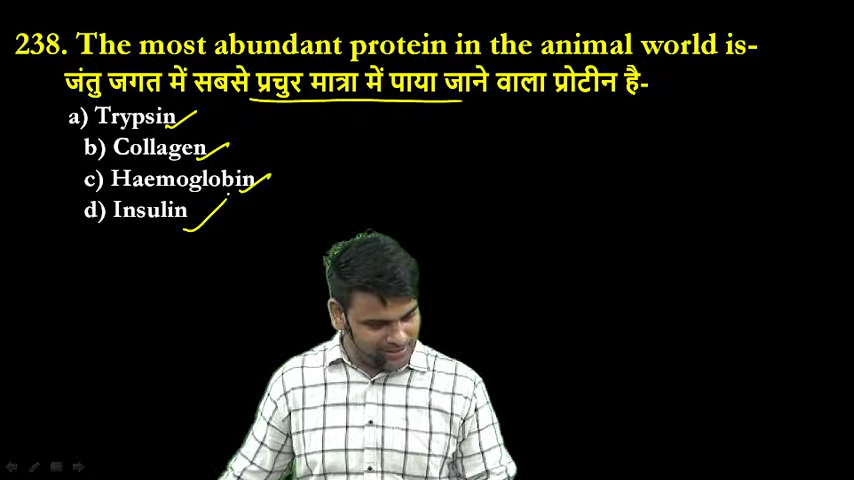 238. The most abundant protein in the animal world is-
जंतु जगत में सबसे प्रचुर मात्रा में पाया जाने वाला प्रोटीन है-
a) Trypsin
b) Collagen
c) Haemoglobin
d) Insulin